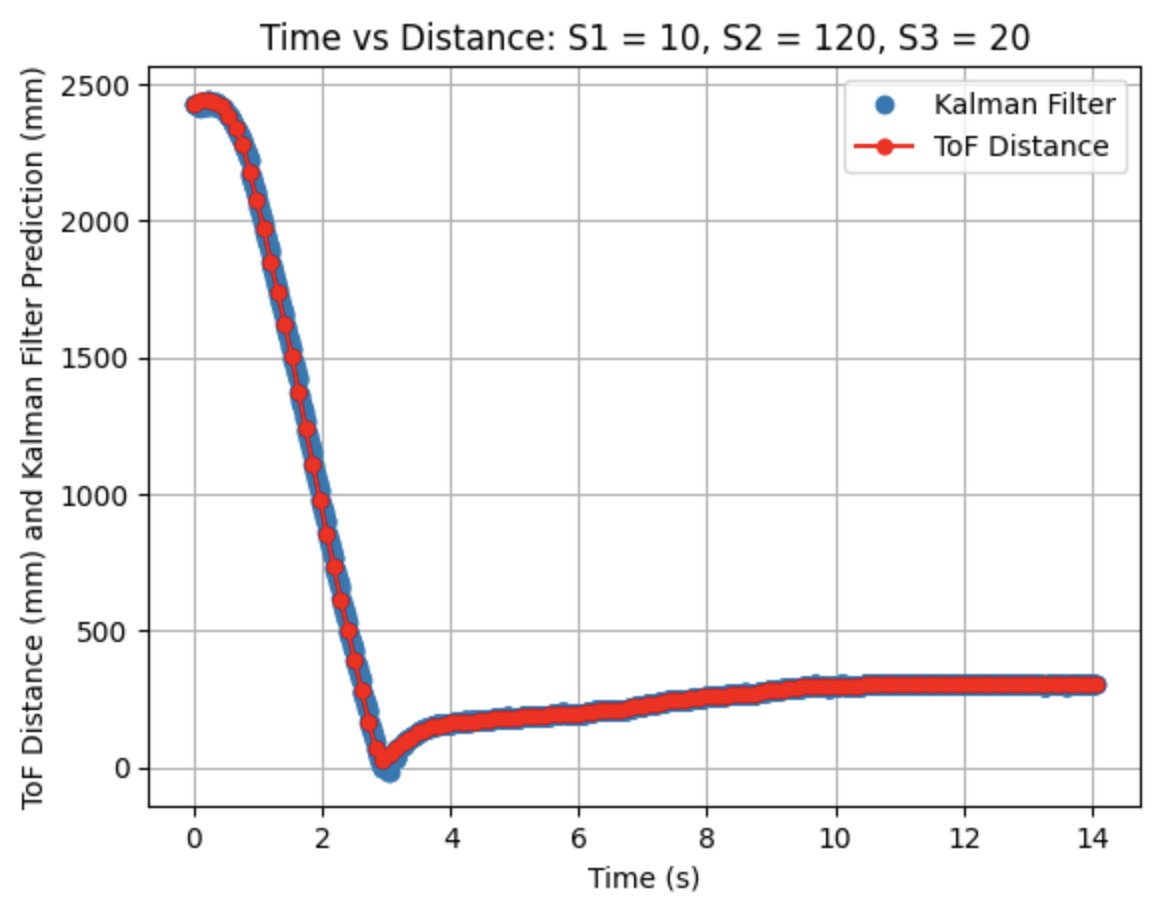 Time vs Distance: S1 = 10, S2 = 120, S3 = 20
ToF Distance (mm) and Kalman Filter Prediction (mm)
2500
2000
1500
1000
500
0
Kalman Filter
ToF Distance
0 2 4 6 8 10 12 14
Time (s)